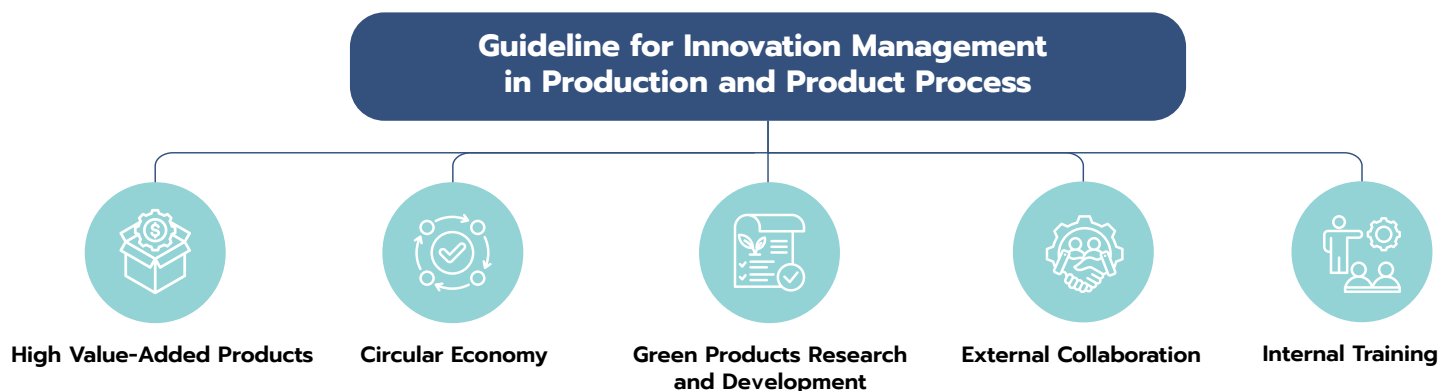 Guideline for Innovation Management
in Production and Product Process
$
High Value-Added Products
Circular Economy
Green Products Research
and Development
External Collaboration
Internal Training